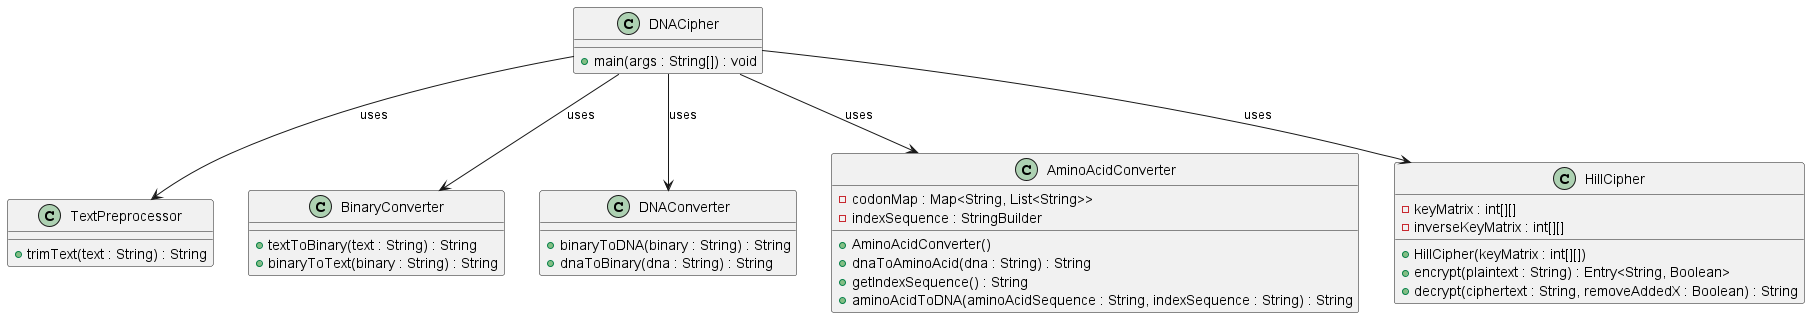 C DNACipher
main(args : String[]) : void
uses
uses
uses
uses
uses
C TextPreprocessor
trimText(text : String) : String
C BinaryConverter
textToBinary(text : String) : String
binaryToText(binary : String) : String
C DNAConverter
binaryToDNA(binary : String) : String
dnaToBinary(dna : String) : String
C AminoAcidConverter
codonMap : Map<String, List<String>>
indexSequence : StringBuilder
AminoAcidConverter()
dnaToAminoAcid(dna : String) : String
getIndexSequence() : String
aminoAcidToDNA(aminoAcidSequence : String, indexSequence : String) : String
C HillCipher
keyMatrix : int[][]
inverseKeyMatrix : int[][]
HillCipher(keyMatrix : int[][])
encrypt(plaintext : String) : Entry<String, Boolean>
decrypt(ciphertext : String, removeAddedX : Boolean) : String